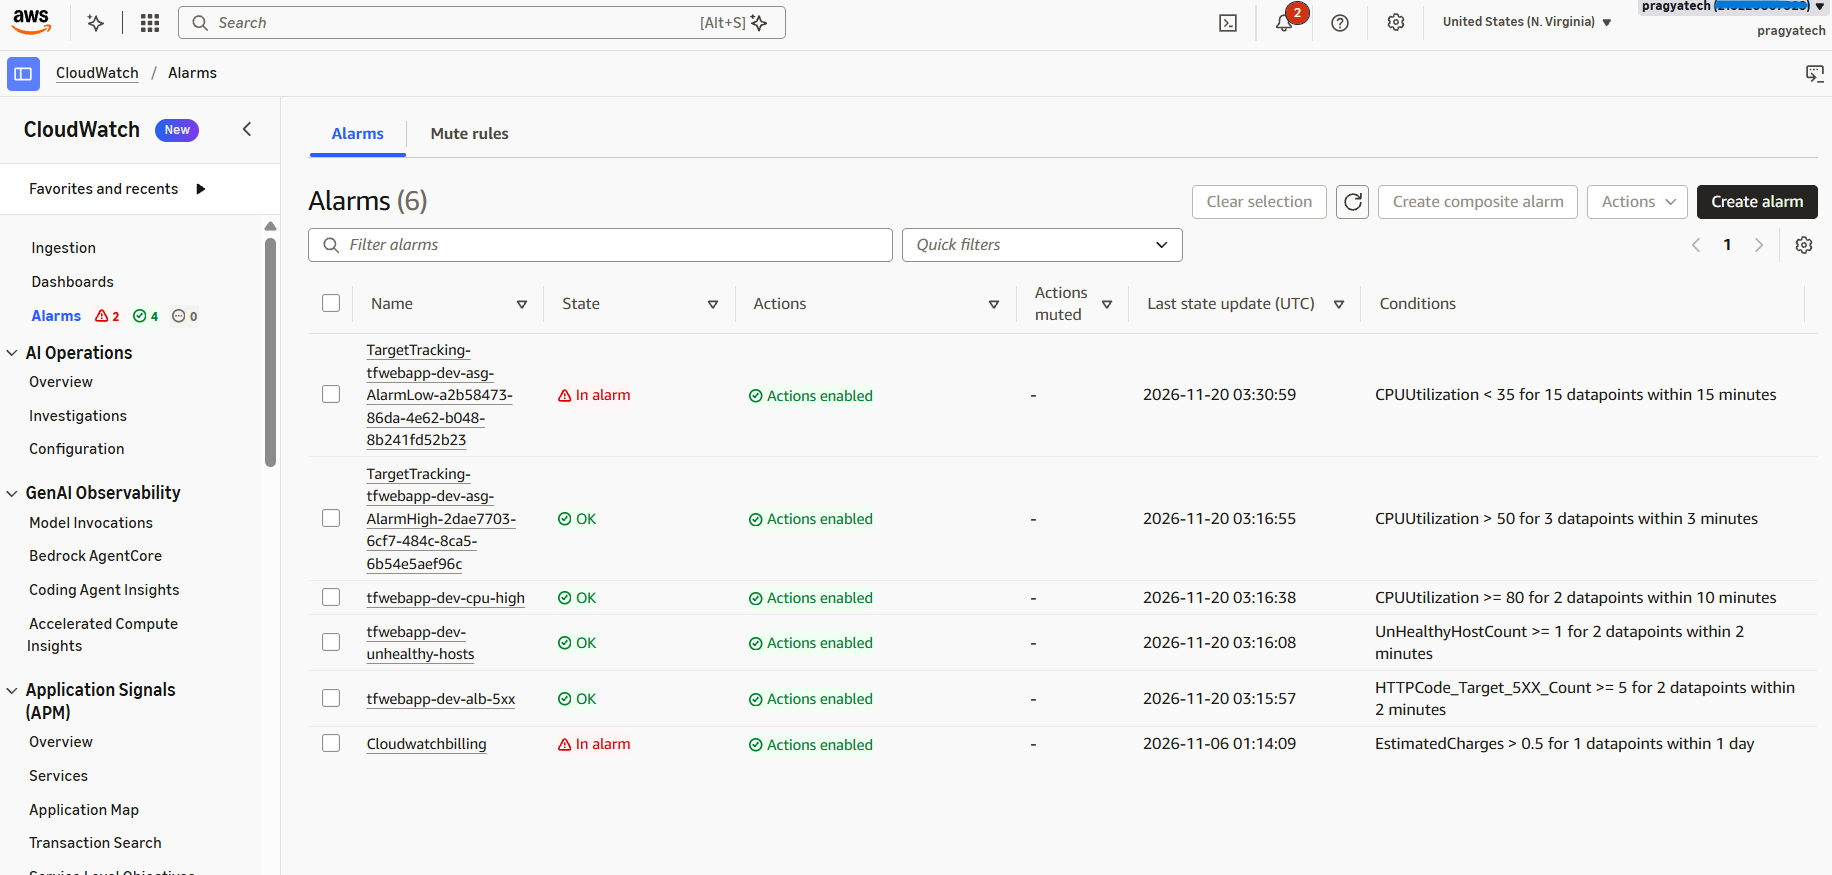 aws
Search
[Alt+S]
2
United States (N. Virginia)
pragyatech
pragyatech
CloudWatch / Alarms
CloudWatch
New
Favorites and recents
Ingestion
Dashboards
Alarms 2 4 0
AI Operations
Overview
Investigations
Configuration
GenAI Observability
Model Invocations
Bedrock AgentCore
Coding Agent Insights
Accelerated Compute
Insights
Application Signals
(APM)
Overview
Services
Application Map
Transaction Search
Service Level Objectives
Alarms
Mute rules
Alarms (6)
Clear selection
Create composite alarm
Actions
Create alarm
Filter alarms
Quick filters
1
Name
State
Actions
Actions
muted
Last state update (UTC)
Conditions
TargetTracking-
tfwebapp-dev-asg-
AlarmLow-a2b58473-
86da-4e62-b048-
8b241fd52b23
In alarm
Actions enabled
-
2026-11-20 03:30:59
CPUUtilization < 35 for 15 datapoints within 15 minutes
TargetTracking-
tfwebapp-dev-asg-
AlarmHigh-2dae7703-
6cf7-484c-8ca5-
6b54e5aef96c
OK
Actions enabled
-
2026-11-20 03:16:55
CPUUtilization > 50 for 3 datapoints within 3 minutes
tfwebapp-dev-cpu-high
OK
Actions enabled
-
2026-11-20 03:16:38
CPUUtilization >= 80 for 2 datapoints within 10 minutes
tfwebapp-dev-
unhealthy-hosts
OK
Actions enabled
-
2026-11-20 03:16:08
UnHealthyHostCount >= 1 for 2 datapoints within 2
minutes
tfwebapp-dev-alb-5xx
OK
Actions enabled
-
2026-11-20 03:15:57
HTTPCode_Target_5XX_Count >= 5 for 2 datapoints within
2 minutes
Cloudwatchbilling
In alarm
Actions enabled
-
2026-11-06 01:14:09
EstimatedCharges > 0.5 for 1 datapoints within 1 day